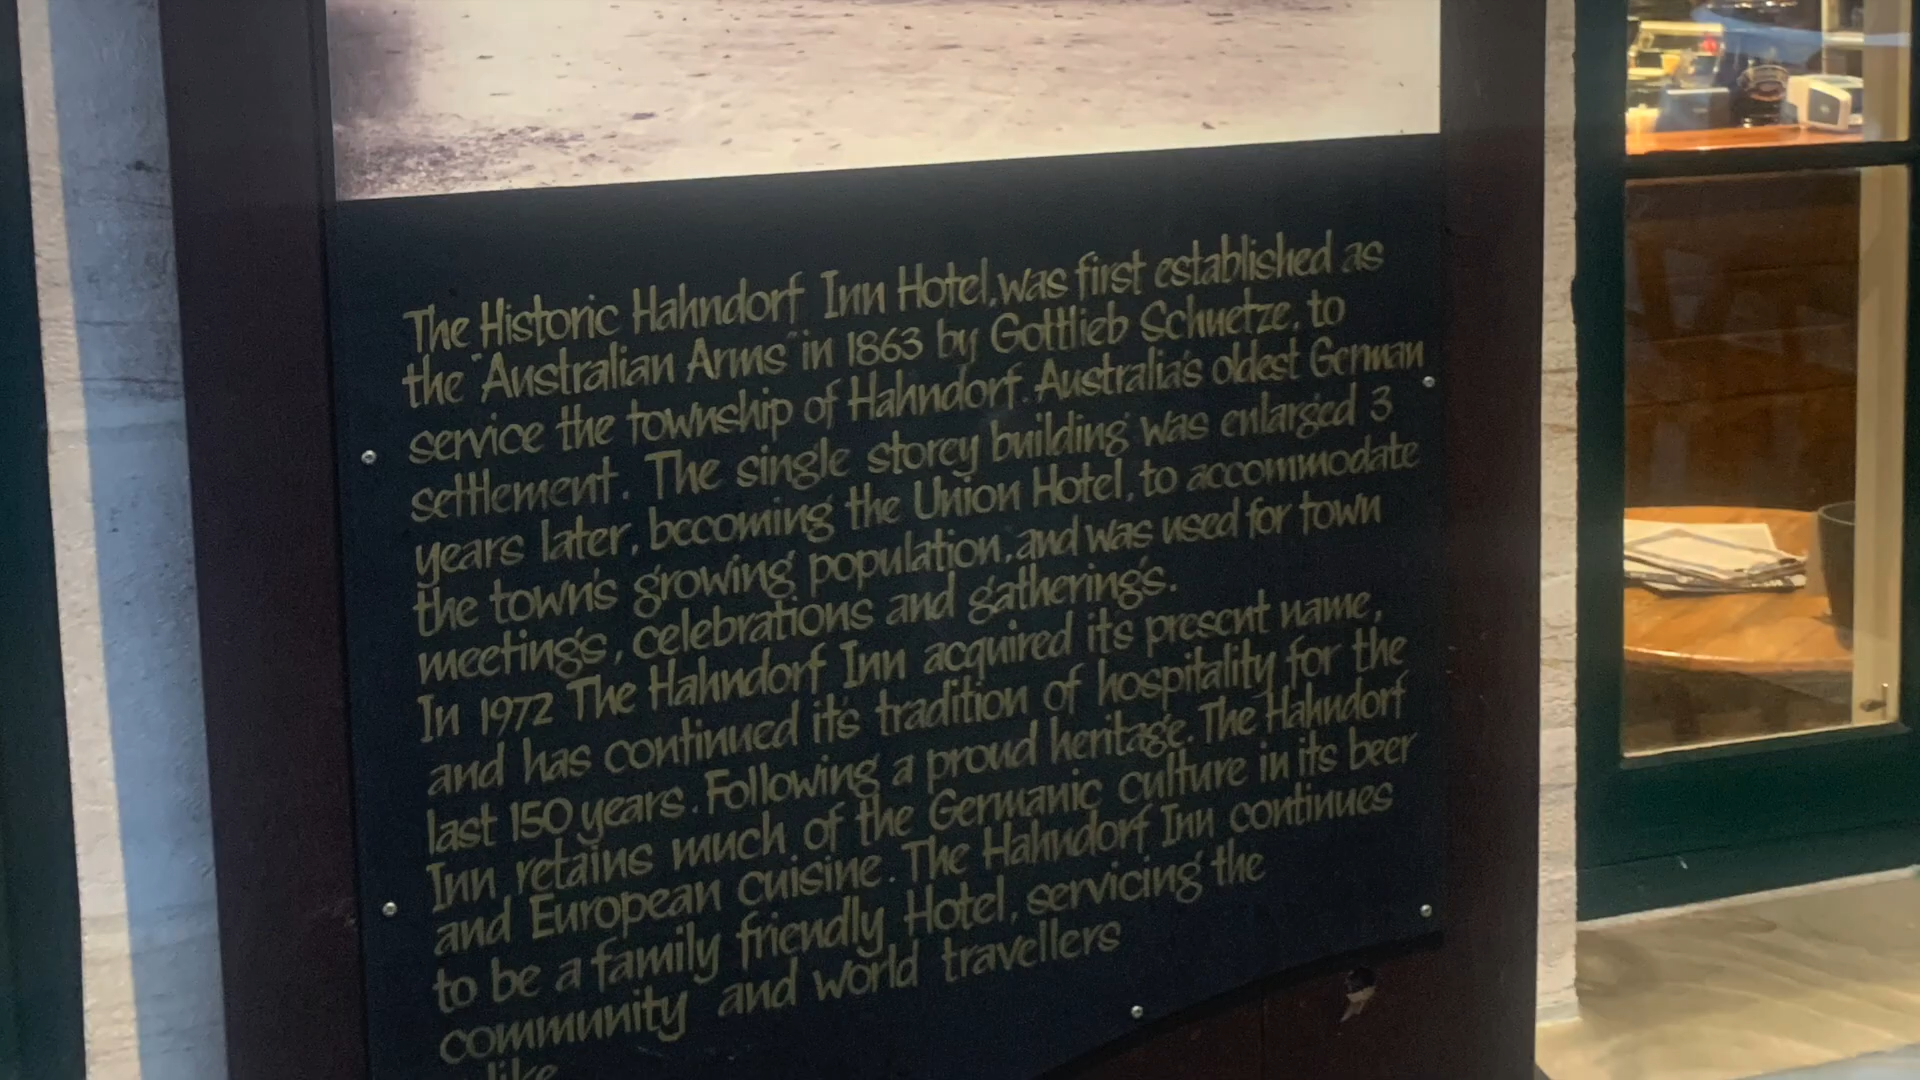 The Historic Hahndorf Inn Hotel, was first established as
the "Australian Arms" in 1863 by Gottlieb Schuetze, to
service the township of Hahndorf. Australia's oldest German
settlement. The single storey building was enlarged 3
years later, becoming the Union Hotel, to accommodate
the town's growing population, and was used for town
meetings, celebrations and gatherings.
In 1972 The Hahndorf Inn acquired its present name,
and has continued it's tradition of hospitality for the
last 150 years. Following a proud heritage. The Hahndorf
Inn retains much of the Germanic culture in its beer
and European cuisine. The Hahndorf Inn continues
to be a family friendly Hotel, servicing the
community and world travellers
like